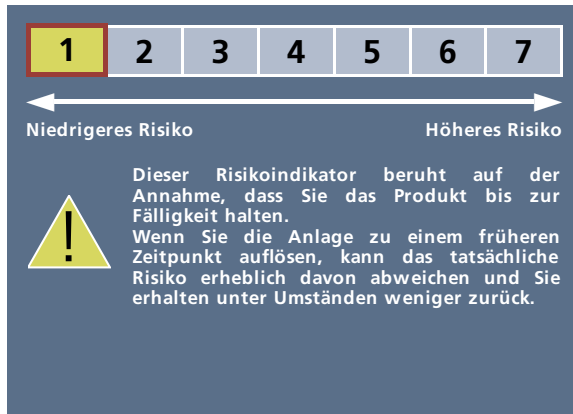 1 2 3 4 5 6 7
Niedrigeres Risiko Höheres Risiko
Dieser Risikoindikator beruht auf der
Annahme, dass Sie das Produkt bis zur
Fälligkeit halten.
Wenn Sie die Anlage zu einem früheren
Zeitpunkt auflösen, kann das tatsächliche
Risiko erheblich davon abweichen und Sie
erhalten unter Umständen weniger zurück.
!